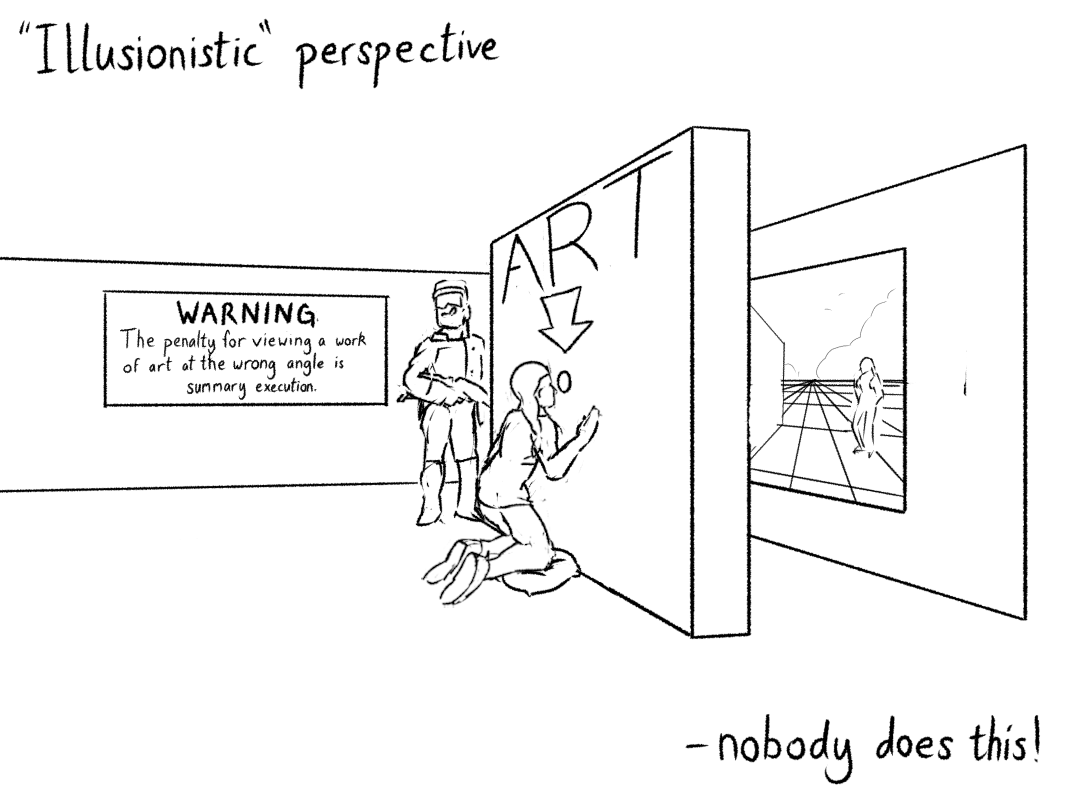 "Illusionistic" perspective
ART
WARNING
The penalty for viewing a work
of art at the wrong angle is
summary execution.
-nobody does this!